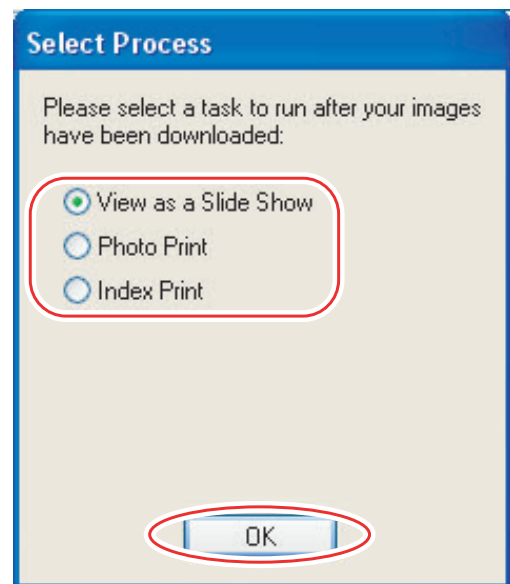 Select Process
Please select a task to run after your images
have been downloaded:
View as a Slide Show
Photo Print
Index Print
OK